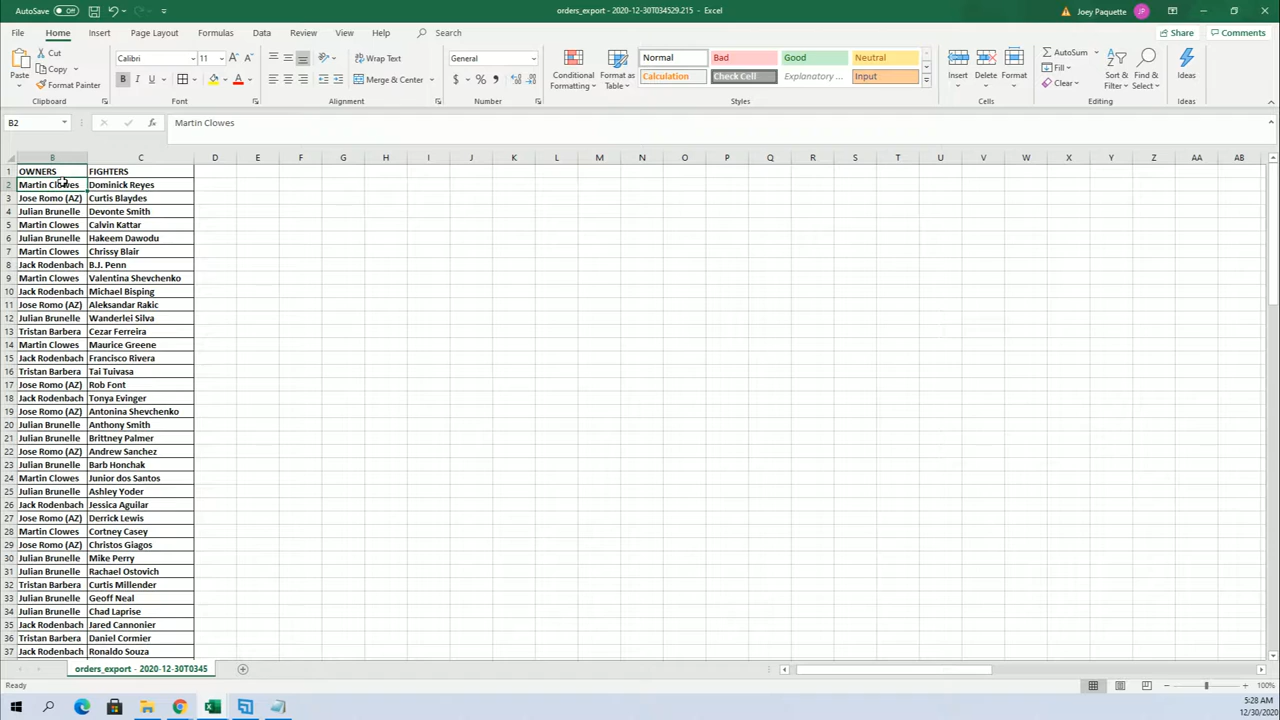 AutoSave Off
orders_export - 2020-12-30T034529.215 - Excel
Joey Paquette JP
File Home Insert Page Layout Formulas Data Review View Help Search
Share Comments
Paste Cut Copy Format Painter
Clipboard
Calibri 11 A A B I U A
Font
ab Wrap Text Merge & Center
Alignment
General $ % ,
Number
Conditional Formatting Format as Table
Normal Bad Good Neutral
Calculation Check Cell Explanatory ... Input
Styles
Insert Delete Format
Cells
AutoSum Fill Clear
Sort & Filter Find & Select
Editing
Ideas
Ideas
B2 fx Martin Clowes
B C D E F G H I J K L M N O P Q R S T U V W X Y Z AA AB
1 OWNERS FIGHTERS
2 Martin Clowes Dominick Reyes
3 Jose Romo (AZ) Curtis Blaydes
4 Julian Brunelle Devonte Smith
5 Martin Clowes Calvin Kattar
6 Julian Brunelle Hakeem Dawodu
7 Martin Clowes Chrissy Blair
8 Jack Rodenbach B.J. Penn
9 Martin Clowes Valentina Shevchenko
10 Jack Rodenbach Michael Bisping
11 Jose Romo (AZ) Aleksandar Rakic
12 Julian Brunelle Wanderlei Silva
13 Tristan Barbera Cezar Ferreira
14 Martin Clowes Maurice Greene
15 Jack Rodenbach Francisco Rivera
16 Tristan Barbera Tai Tuivasa
17 Jose Romo (AZ) Rob Font
18 Jack Rodenbach Tonya Evinger
19 Jose Romo (AZ) Antonina Shevchenko
20 Julian Brunelle Anthony Smith
21 Julian Brunelle Brittney Palmer
22 Jose Romo (AZ) Andrew Sanchez
23 Julian Brunelle Barb Honchak
24 Martin Clowes Junior dos Santos
25 Julian Brunelle Ashley Yoder
26 Jack Rodenbach Jessica Aguilar
27 Jose Romo (AZ) Derrick Lewis
28 Martin Clowes Cortney Casey
29 Jose Romo (AZ) Christos Giagos
30 Julian Brunelle Mike Perry
31 Julian Brunelle Rachael Ostovich
32 Tristan Barbera Curtis Millender
33 Julian Brunelle Geoff Neal
34 Julian Brunelle Chad Laprise
35 Jack Rodenbach Jared Cannonier
36 Tristan Barbera Daniel Cormier
37 Jack Rodenbach Ronaldo Souza
orders_export - 2020-12-30T0345
Ready
100%
5:28 AM
12/30/2020